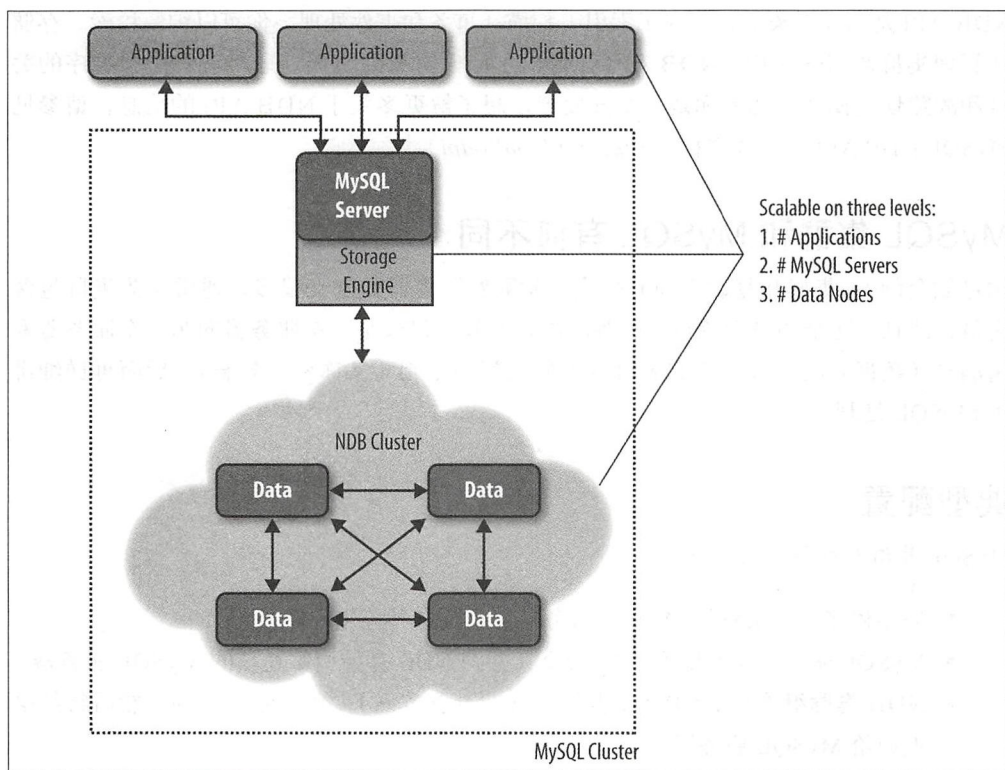 Application
Application
Application
MySQL
Server
Storage
Engine
Scalable on three levels:
1. # Applications
2. # MySQL Servers
3. # Data Nodes
NDB Cluster
Data
Data
Data
Data
MySQL Cluster